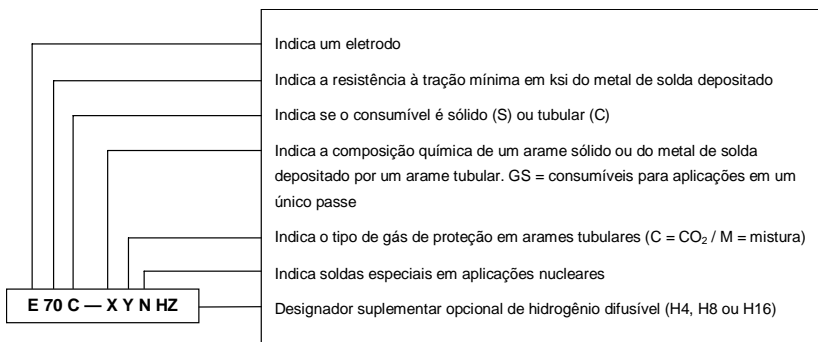 Indica um eletrodo
Indica a resistência à tração mínima em ksi do metal de solda depositado
Indica se o consumível é sólido (S) ou tubular (C)
Indica a composição química de um arame sólido ou do metal de solda
depositado por um arame tubular. GS = consumíveis para aplicações em um
único passe
Indica o tipo de gás de proteção em arames tubulares (C = CO₂ / M = mistura)
Indica soldas especiais em aplicações nucleares
E 70 C — X Y N HZ
Designador suplementar opcional de hidrogênio difusível (H4, H8 ou H16)